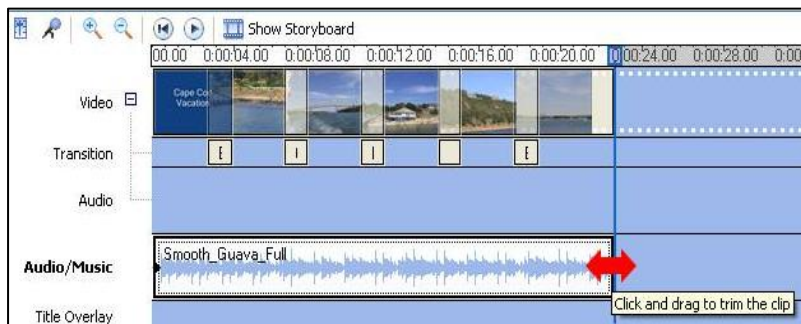 Show Storyboard
00.00 0:00:04.00 0:00:08.00 0:00:12.00 0:00:16.00 0:00:20.00 0:00:24.00 0:00:28.00 0:00
Video
Cape Cod
Vacation
Transition
E I I E
Audio
Audio/Music
Smooth_Guava_Full
Click and drag to trim the clip
Title Overlay